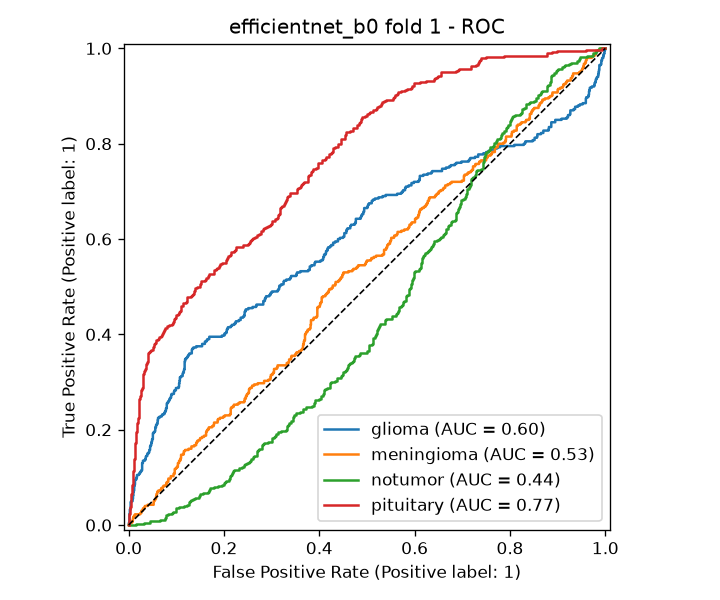 efficientnet_b0 fold 1 - ROC
True Positive Rate (Positive label: 1)
1.0
0.8
0.6
0.4
0.2
0.0
glioma (AUC = 0.60)
meningioma (AUC = 0.53)
notumor (AUC = 0.44)
pituitary (AUC = 0.77)
0.0 0.2 0.4 0.6 0.8 1.0
False Positive Rate (Positive label: 1)